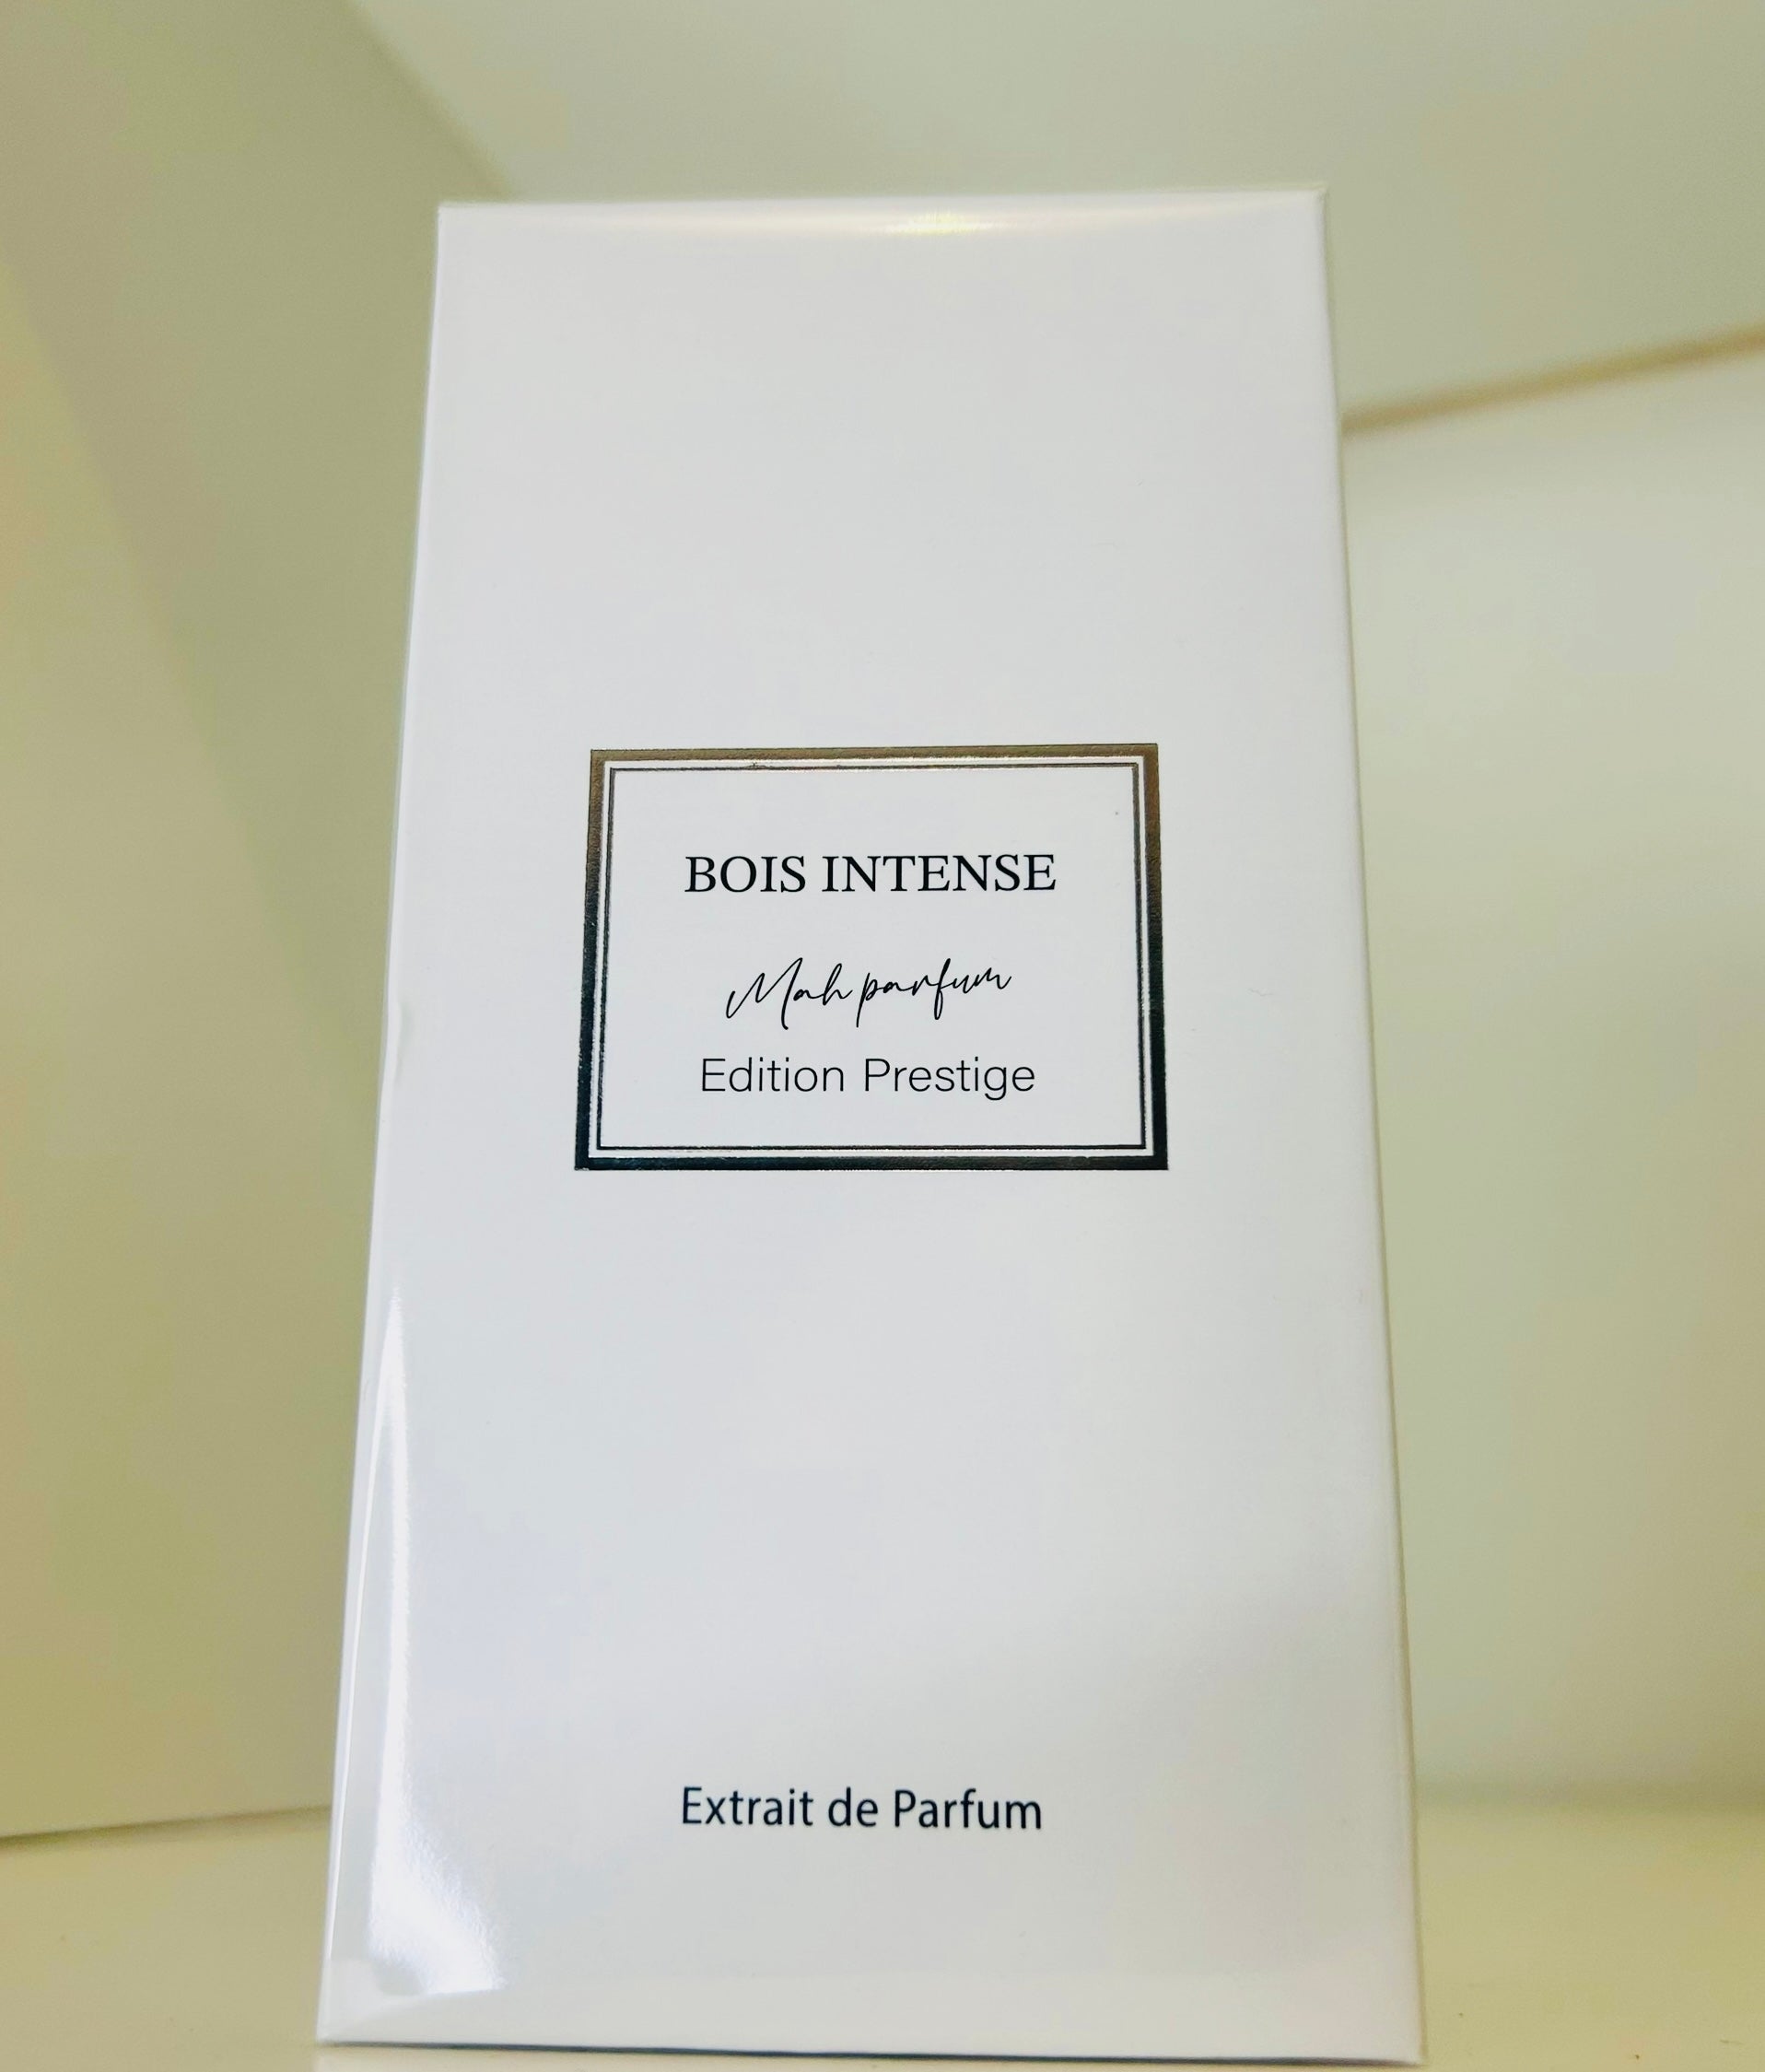 BOIS INTENSE
Mah parfum
Edition Prestige
Extrait de Parfum